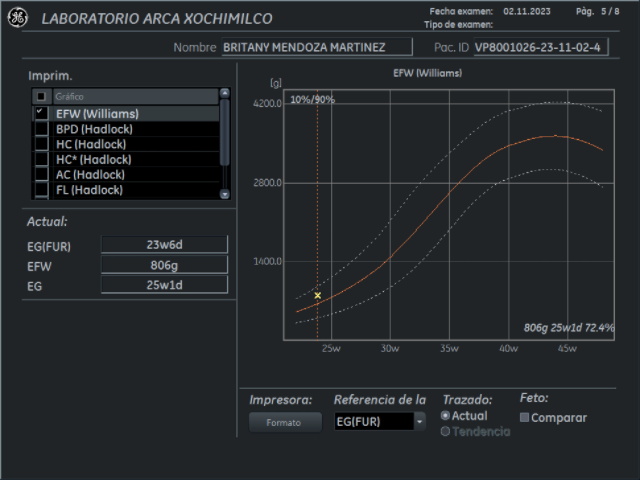 LABORATORIO ARCA XOCHIMILCO
Fecha examen: 02.11.2023 Pàg. 5 / 8
Tipo de examen:
Nombre BRITANY MENDOZA MARTINEZ Pac. ID VP8001026-23-11-02-4
Imprim.
Gráfico
EFW (Williams)
BPD (Hadlock)
HC (Hadlock)
HC* (Hadlock)
AC (Hadlock)
FL (Hadlock)
Actual:
EG(FUR) 23w6d
EFW 806g
EG 25w1d
EFW (Williams)
[g]
10%/90%
4200.0
2800.0
1400.0
806g 25w1d 72.4%
25w 30w 35w 40w 45w
Impresora: Referencia de la Trazado: Feto:
Formato EG(FUR) Actual Comparar
Tendencia